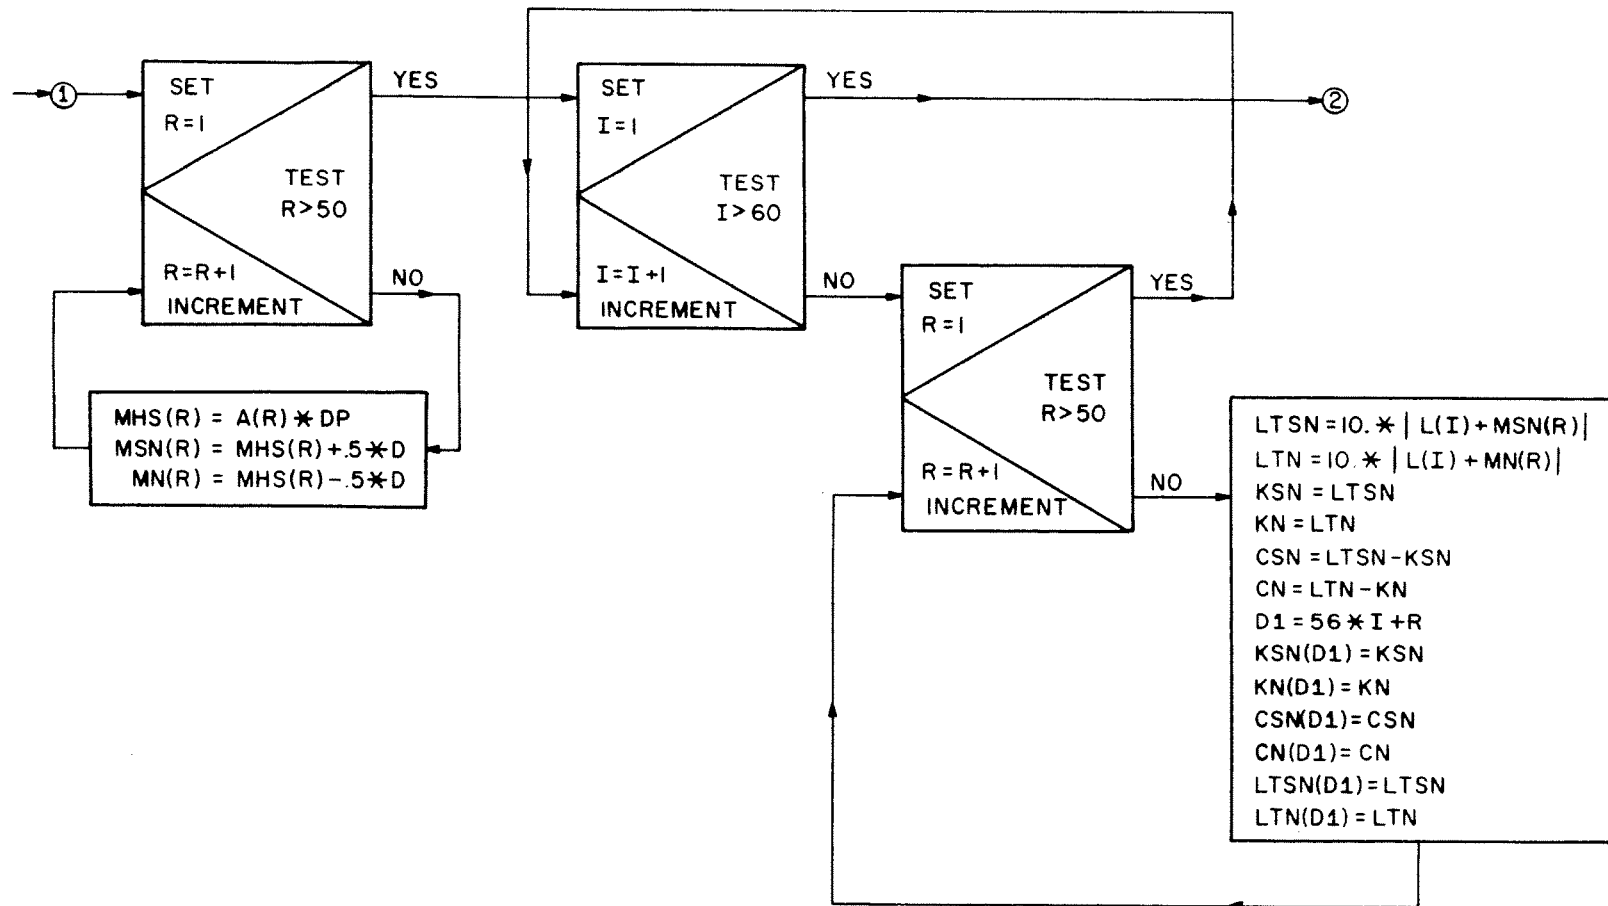 1
SET
R=1
TEST
R>50
R=R+1
INCREMENT
YES
NO
MHS(R) = A(R) * DP
MSN(R) = MHS(R)+.5*D
MN(R) = MHS(R)-.5*D
SET
I=1
TEST
I>60
I=I+1
INCREMENT
YES
2
NO
SET
R=1
TEST
R>50
R=R+1
INCREMENT
YES
NO
LTSN=10.*|L(I)+MSN(R)|
LTN=10.*|L(I)+MN(R)|
KSN=LTSN
KN=LTN
CSN=LTSN-KSN
CN=LTN-KN
D1=56*I+R
KSN(D1)=KSN
KN(D1)=KN
CSN(D1)=CSN
CN(D1)=CN
LTSN(D1)=LTSN
LTN(D1)=LTN